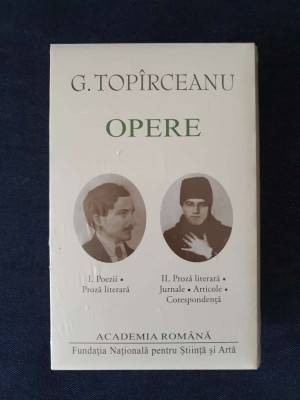 G. TOPÎRCEANU
OPERE
I. Poezii •
Proză literară
II. Proză literară •
Jurnale • Articole •
Corespondență
ACADEMIA ROMÂNĂ
Fundația Națională pentru Știință și Artă